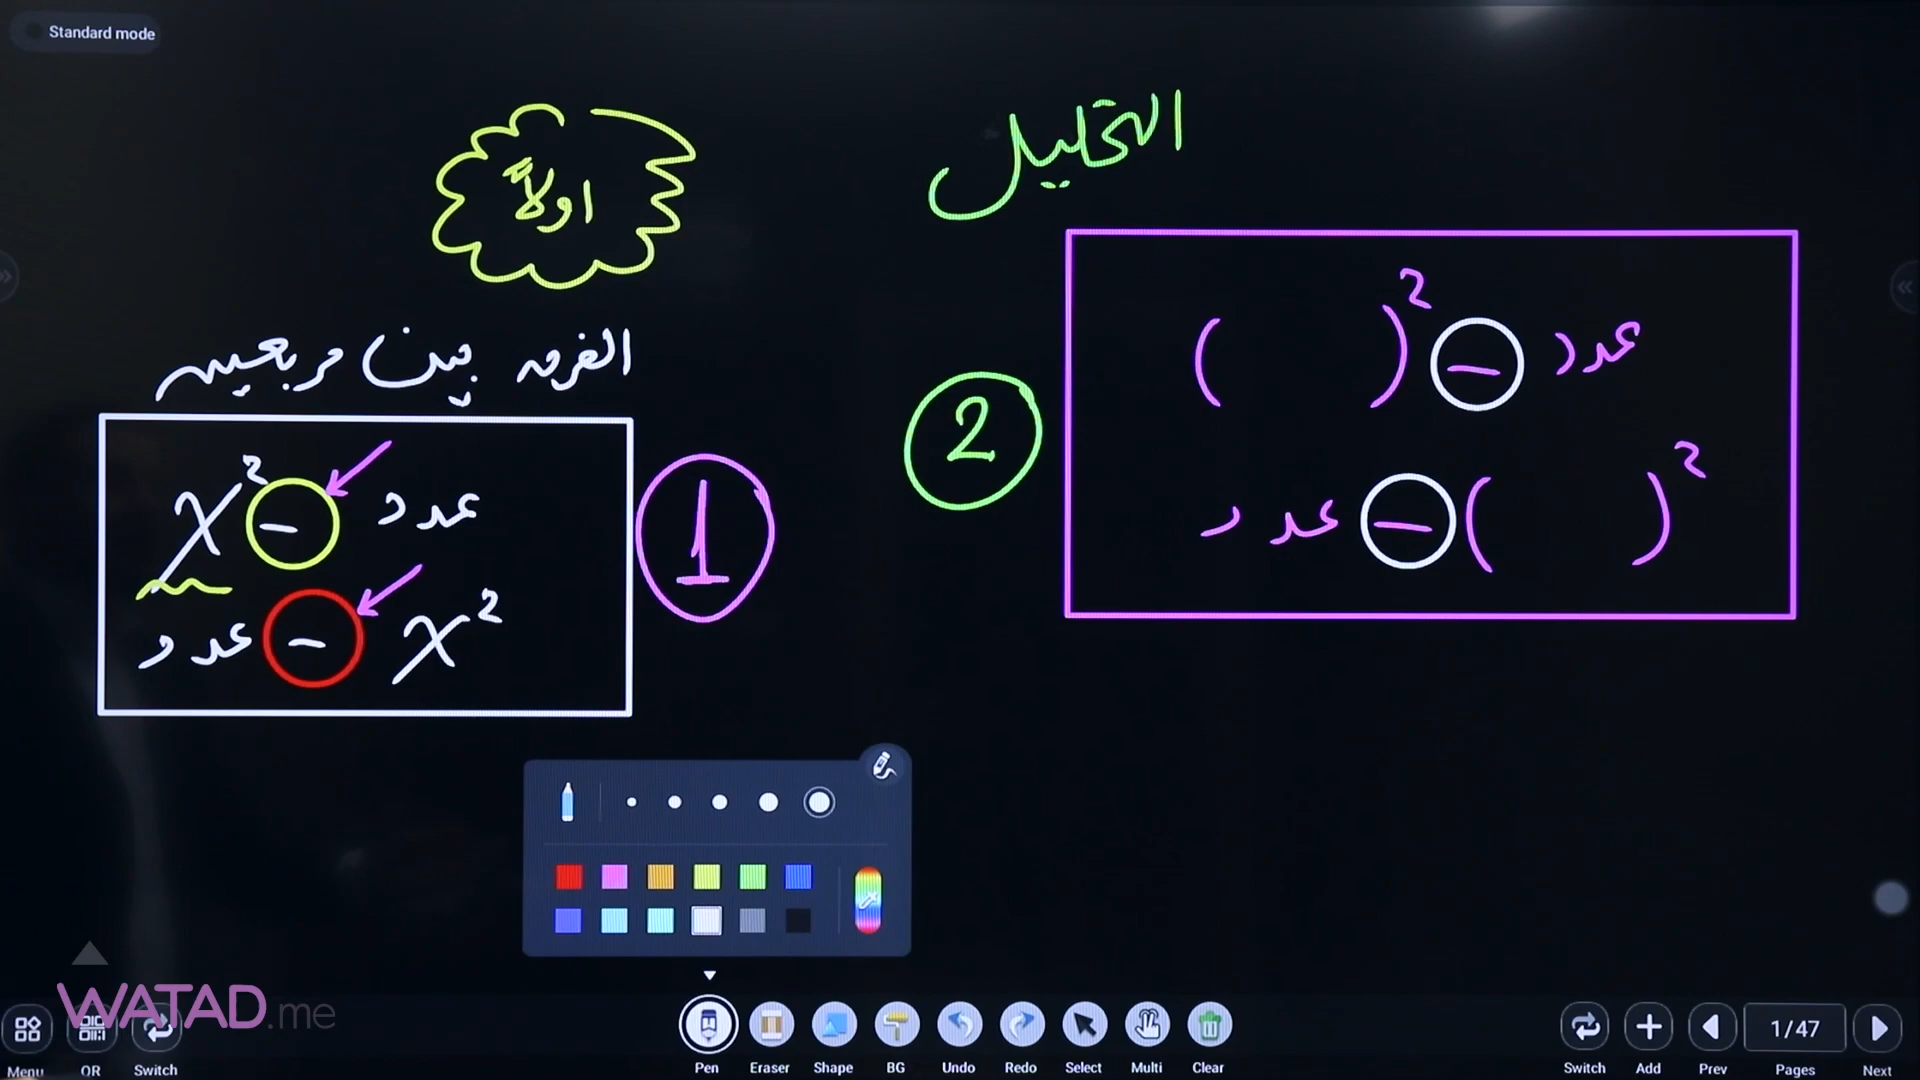 Standard mode
التحليل
اولاً
الفرق بين مربعين
x² − عدد
عدد − x²
1
2
( )² − عدد
عدد − ( )²
WATAD.me
Menu
QR
Switch
Pen
Eraser
Shape
BG
Undo
Redo
Select
Multi
Clear
Switch
Add
Prev
1/47
Pages
Next